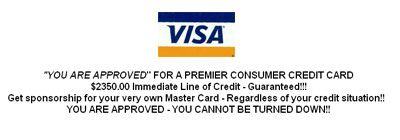 VISA
"YOU ARE APPROVED" FOR A PREMIER CONSUMER CREDIT CARD
$2350.00 Immediate Line of Credit - Guaranteed!!!
Get sponsorship for your very own Master Card - Regardless of your credit situation!!
YOU ARE APPROVED - YOU CANNOT BE TURNED DOWN!!